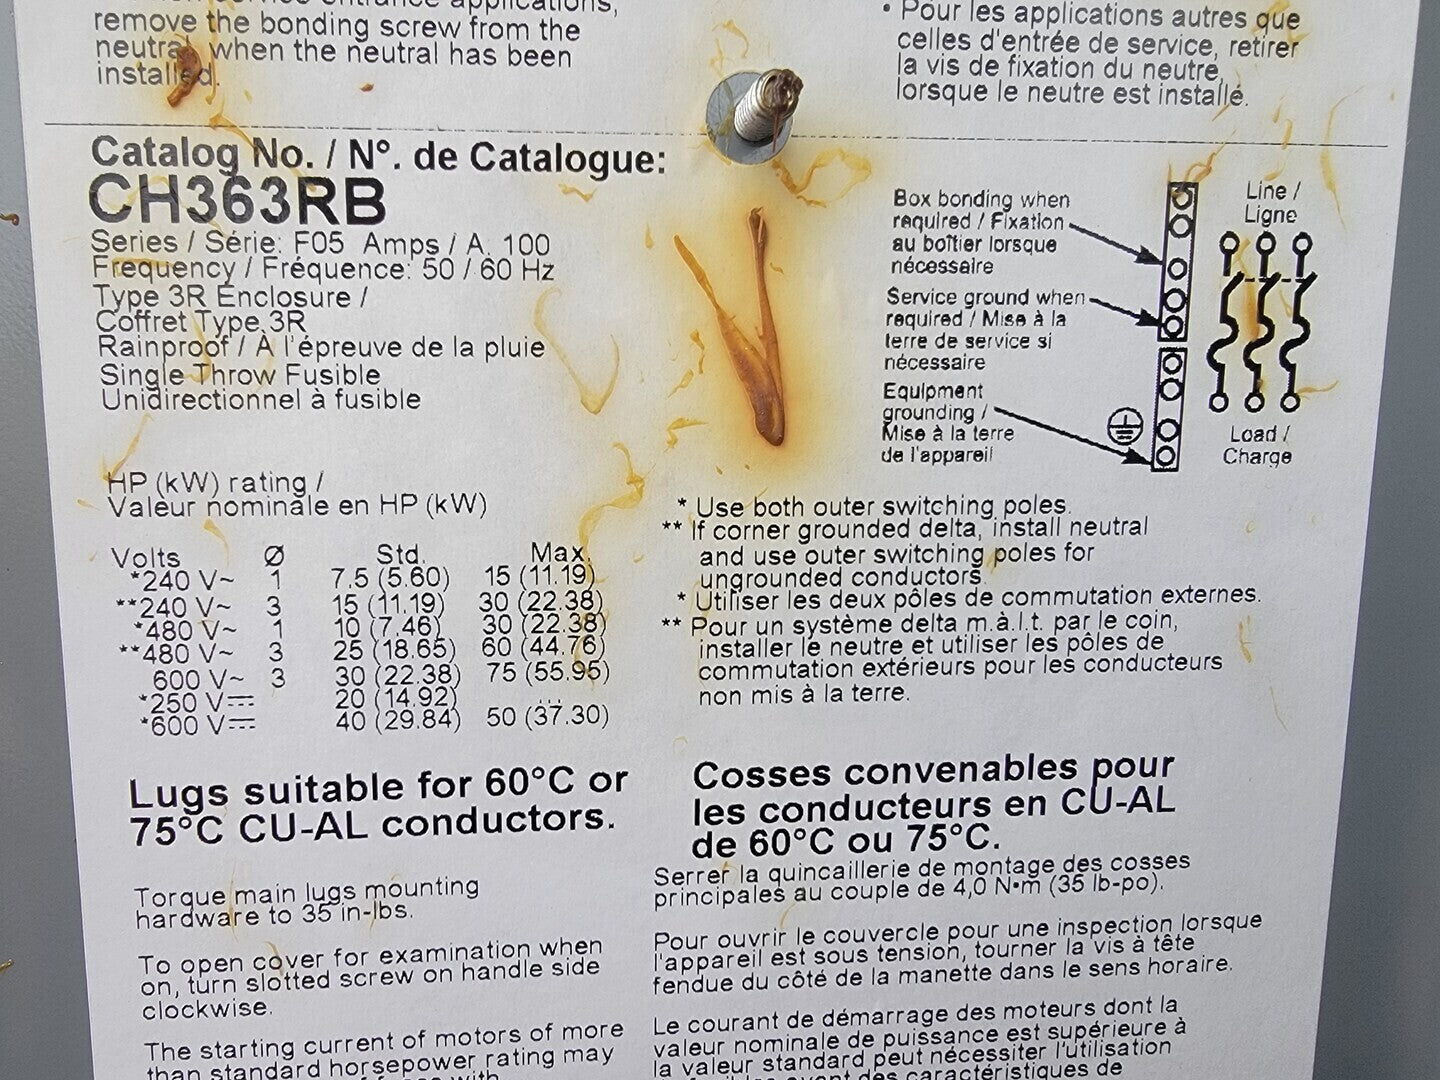 remove the bonding screw from the
neutral when the neutral has been
installed.
• Pour les applications autres que
celles d'entrée de service, retirer
la vis de fixation du neutre,
lorsque le neutre est installé.
Catalog No. / N°. de Catalogue:
CH363RB
Series / Série: F05 Amps / A. 100
Frequency / Fréquence: 50 / 60 Hz
Type 3R Enclosure /
Coffret Type 3R
Rainproof / À l'épreuve de la pluie
Single Throw Fusible
Unidirectionnel à fusible
Box bonding when
required / Fixation
au boîtier lorsque
nécessaire
Service ground when
required / Mise à la
terre de service si
nécessaire
Equipment
grounding /
Mise à la terre
de l'appareil
Line /
Ligne
Load /
Charge
HP (kW) rating /
Valeur nominale en HP (kW)
Volts Ø Std. Max.
*240 V~ 1 7.5 (5.60) 15 (11.19)
**240 V~ 3 15 (11.19) 30 (22.38)
*480 V~ 1 10 (7.46) 30 (22.38)
**480 V~ 3 25 (18.65) 60 (44.76)
600 V~ 3 30 (22.38) 75 (55.95)
*250 V⎓ 20 (14.92) ...
*600 V⎓ 40 (29.84) 50 (37.30)
* Use both outer switching poles.
** If corner grounded delta, install neutral
and use outer switching poles for
ungrounded conductors.
* Utiliser les deux pôles de commutation externes.
** Pour un système delta m.à.l.t. par le coin,
installer le neutre et utiliser les pôles de
commutation extérieurs pour les conducteurs
non mis à la terre.
Lugs suitable for 60°C or
75°C CU-AL conductors.
Torque main lugs mounting
hardware to 35 in-lbs.
To open cover for examination when
on, turn slotted screw on handle side
clockwise.
The starting current of motors of more
than standard horsepower rating may
Cosses convenables pour
les conducteurs en CU-AL
de 60°C ou 75°C.
Serrer la quincaillerie de montage des cosses
principales au couple de 4,0 N•m (35 lb-po).
Pour ouvrir le couvercle pour une inspection lorsque
l'appareil est sous tension, tourner la vis à tête
fendue du côté de la manette dans le sens horaire.
Le courant de démarrage des moteurs dont la
valeur nominale de puissance est supérieure à
la valeur standard peut nécessiter l'utilisation